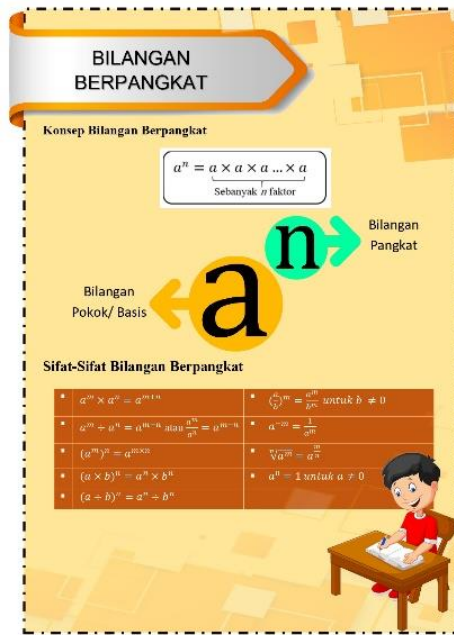 BILANGAN
BERPANGKAT
Konsep Bilangan Berpangkat
aⁿ = a × a × a ... × a
Sebanyak n faktor
n
Bilangan
Pangkat
a
Bilangan
Pokok/ Basis
Sifat-Sifat Bilangan Berpangkat
▪ aᵐ × aⁿ = aᵐ⁺ⁿ
▪ aᵐ ÷ aⁿ = aᵐ⁻ⁿ atau aᵐ/aⁿ = aᵐ⁻ⁿ
▪ (aᵐ)ⁿ = aᵐˣⁿ
▪ (a × b)ⁿ = aⁿ × bⁿ
▪ (a ÷ b)ⁿ = aⁿ ÷ bⁿ
▪ (a/b)ᵐ = aᵐ/bᵐ untuk b ≠ 0
▪ a⁻ᵐ = 1/aᵐ
▪ ⁿ√aᵐ = a^(m/n)
▪ = 1 untuk a ≠ 0